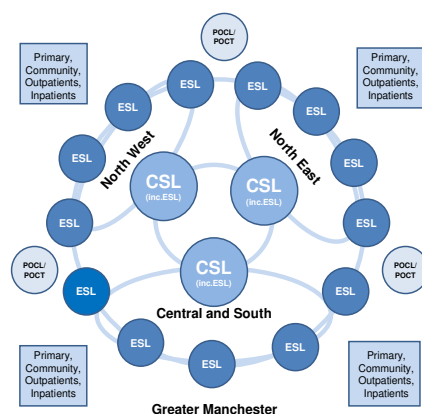 POCL/
POCT
Primary,
Community,
Outpatients,
Inpatients
Primary,
Community,
Outpatients,
Inpatients
ESL
ESL
ESL
ESL
ESL
ESL
North West
North East
CSL
(inc.ESL)
CSL
(inc.ESL)
ESL
ESL
POCL/
POCT
CSL
(inc.ESL)
POCL/
POCT
ESL
ESL
Central and South
ESL
ESL
ESL
Primary,
Community,
Outpatients,
Inpatients
Primary,
Community,
Outpatients,
Inpatients
Greater Manchester